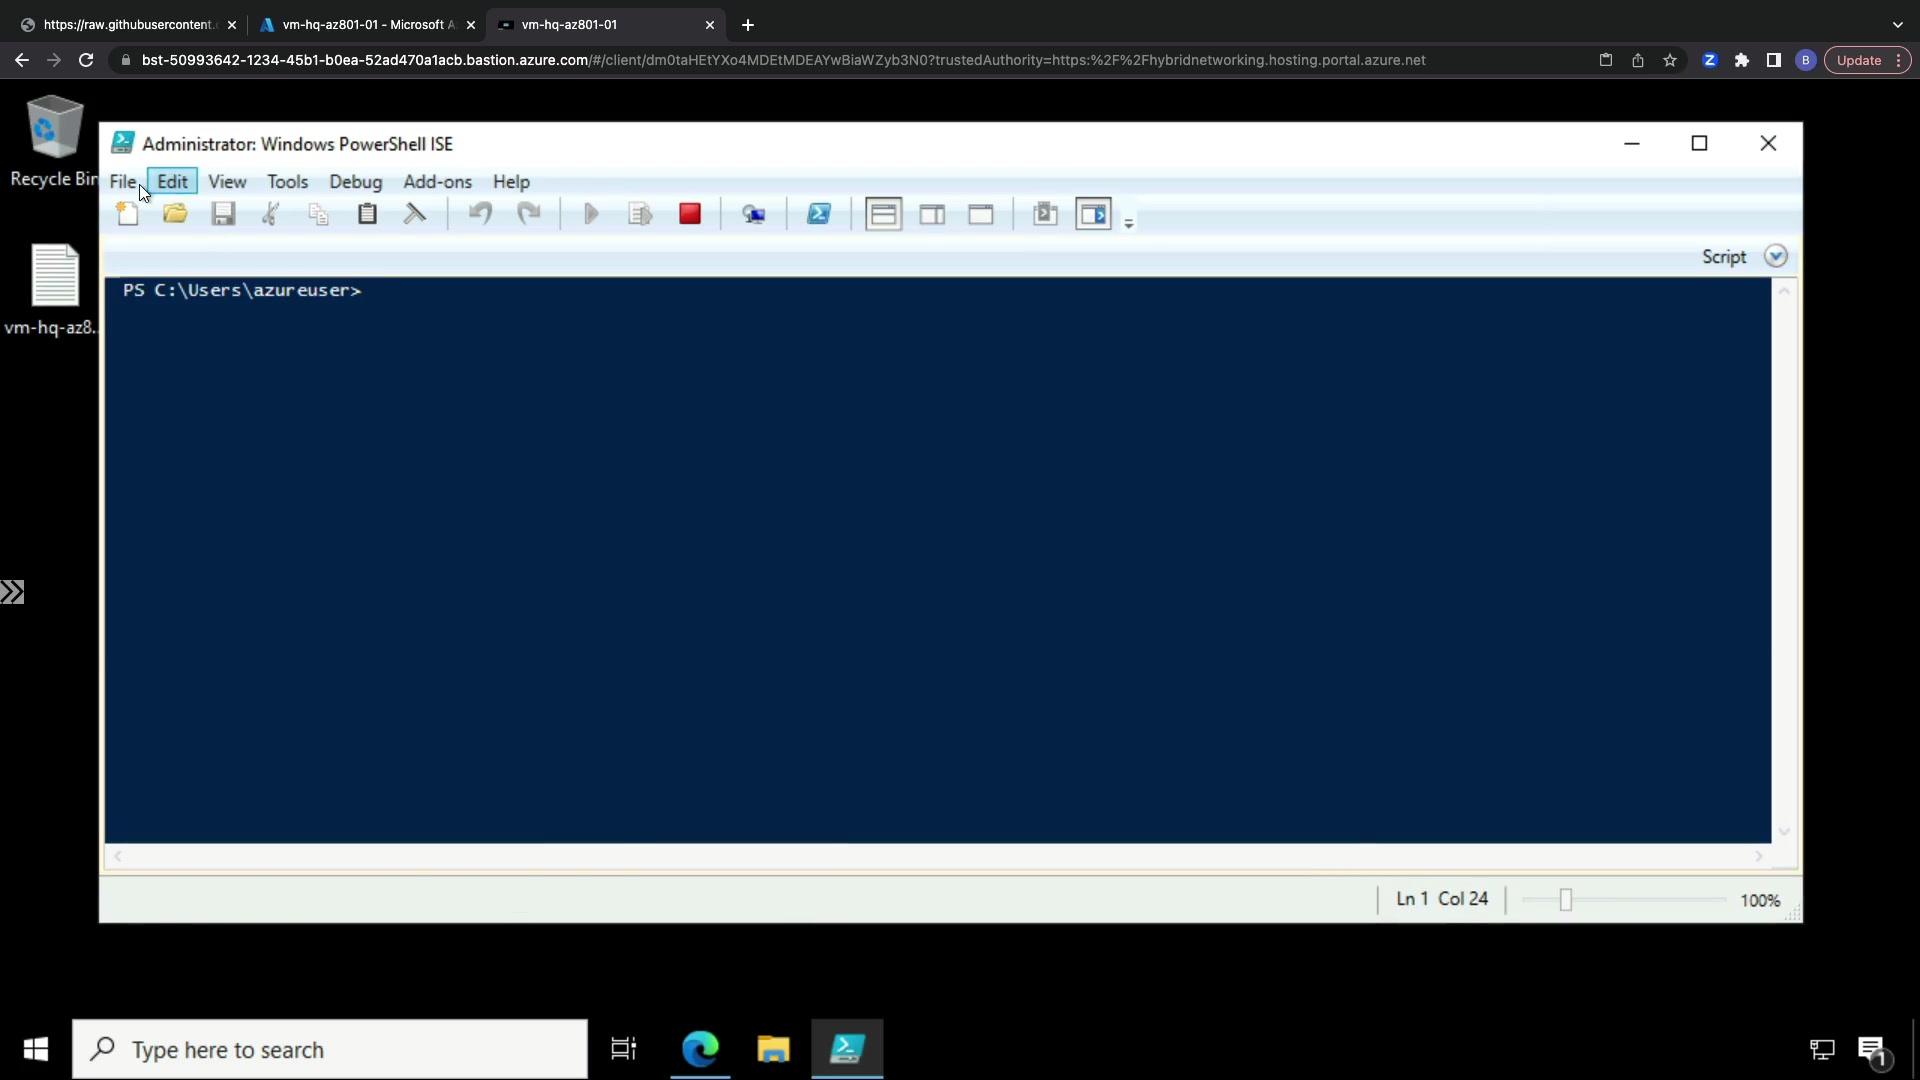 https://raw.githubusercontent.c
vm-hq-az801-01 - Microsoft A
vm-hq-az801-01
bst-50993642-1234-45b1-b0ea-52ad470a1acb.bastion.azure.com/#/client/dm0taHEtYXo4MDEtMDEAYwBiaWZyb3N0?trustedAuthority=https:%2F%2Fhybridnetworking.hosting.portal.azure.net
Z
B
Update
Recycle Bin
vm-hq-az8...
Administrator: Windows PowerShell ISE
File Edit View Tools Debug Add-ons Help
Script
PS C:\Users\azureuser>
Ln 1 Col 24
100%
Type here to search
1